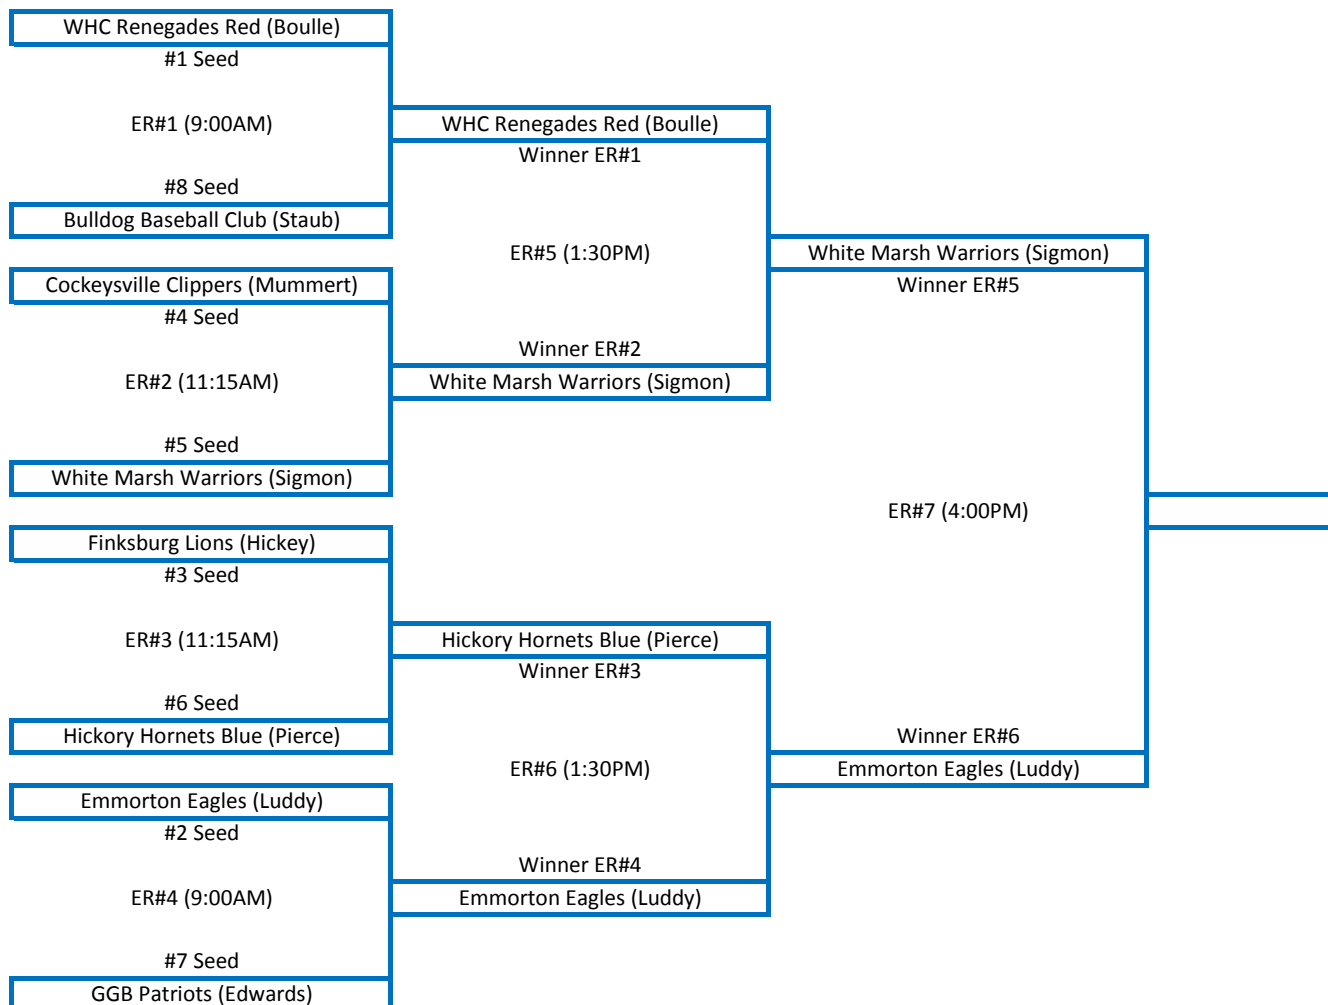 WHC Renegades Red (Boulle)
#1 Seed
ER#1 (9:00AM)
#8 Seed
Bulldog Baseball Club (Staub)
Cockeysville Clippers (Mummert)
#4 Seed
ER#2 (11:15AM)
#5 Seed
White Marsh Warriors (Sigmon)
Finksburg Lions (Hickey)
#3 Seed
ER#3 (11:15AM)
#6 Seed
Hickory Hornets Blue (Pierce)
Emmorton Eagles (Luddy)
#2 Seed
ER#4 (9:00AM)
#7 Seed
GGB Patriots (Edwards)
WHC Renegades Red (Boulle)
Winner ER#1
ER#5 (1:30PM)
Winner ER#2
White Marsh Warriors (Sigmon)
Hickory Hornets Blue (Pierce)
Winner ER#3
ER#6 (1:30PM)
Winner ER#4
Emmorton Eagles (Luddy)
White Marsh Warriors (Sigmon)
Winner ER#5
ER#7 (4:00PM)
Winner ER#6
Emmorton Eagles (Luddy)